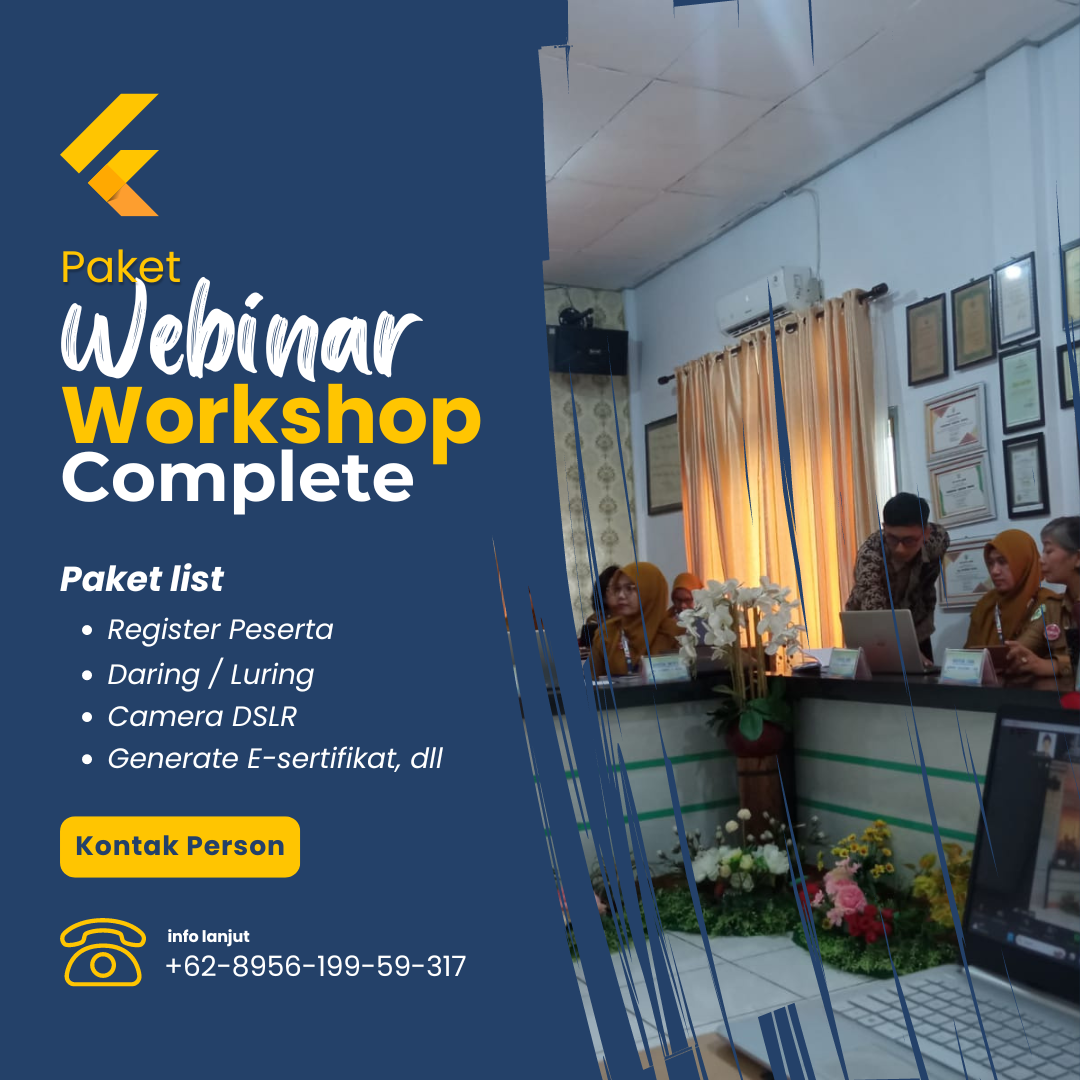 Paket
Webinar
Workshop
Complete
Paket list
Register Peserta
Daring / Luring
Camera DSLR
Generate E-sertifikat, dll
Kontak Person
info lanjut
+62-8956-199-59-317